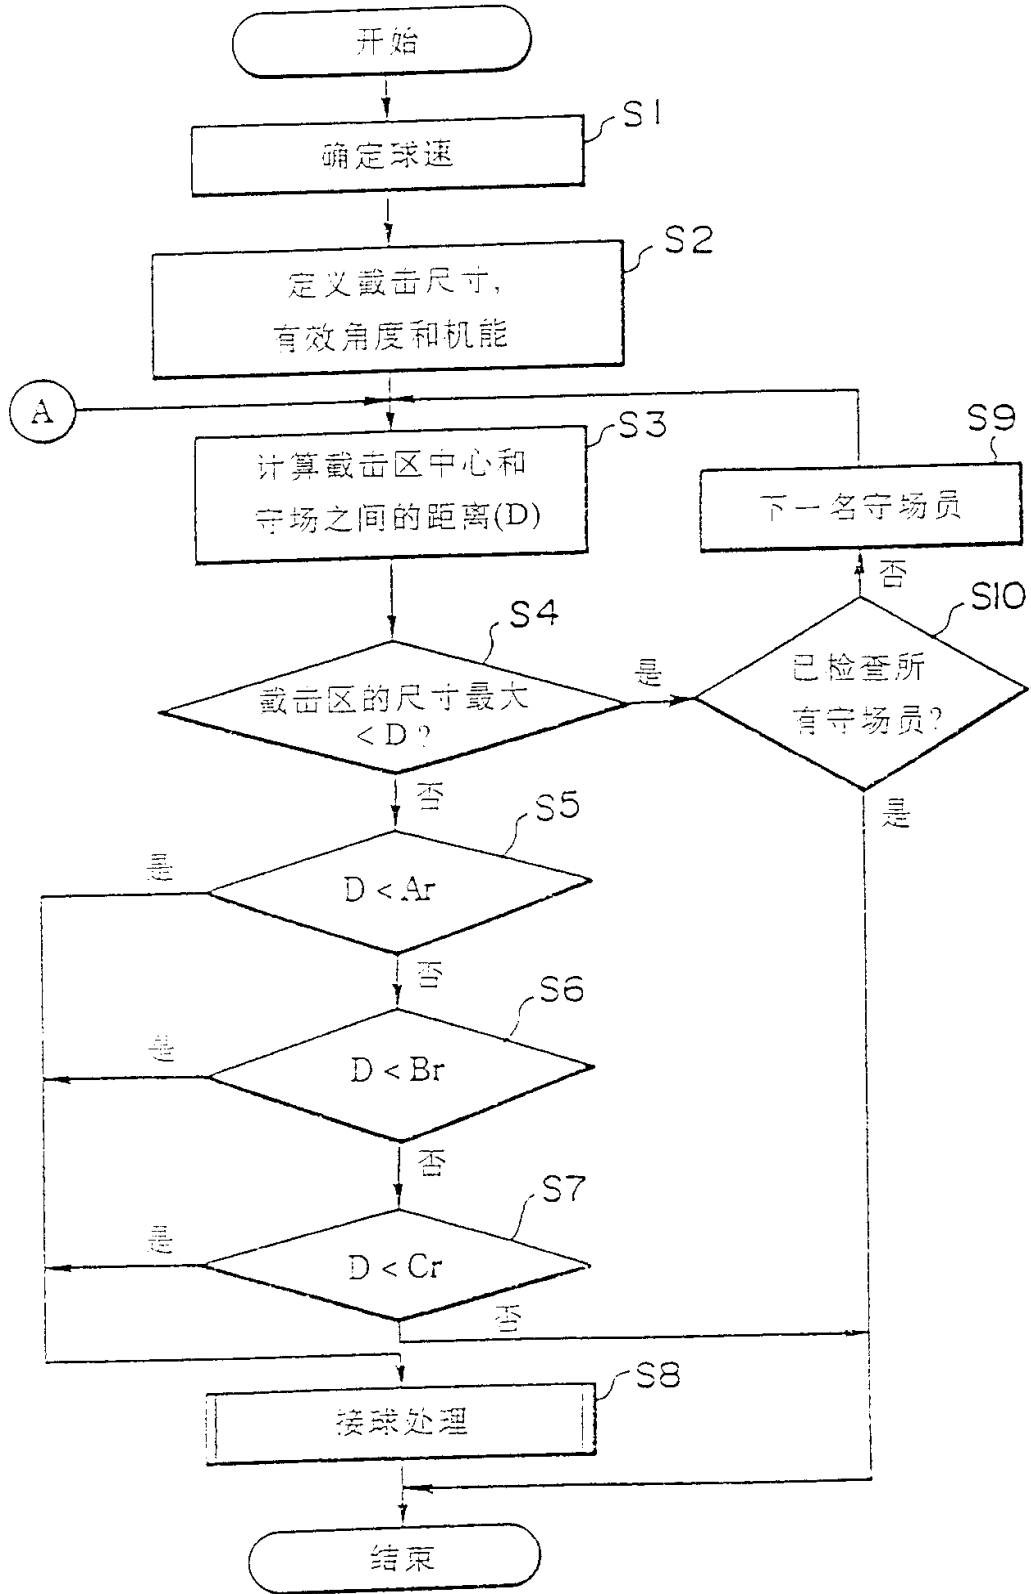 开始
S1
确定球速
S2
定义截击尺寸,
有效角度和机能
A
S3
计算截击区中心和
守场之间的距离(D)
S9
下一名守场员
否
S10
已检查所
有守场员?
是
S4
截击区的尺寸最大
<D?
是
否
S5
D<Ar
是
否
S6
D<Br
是
否
S7
D<Cr
是
否
S8
接球处理
结束